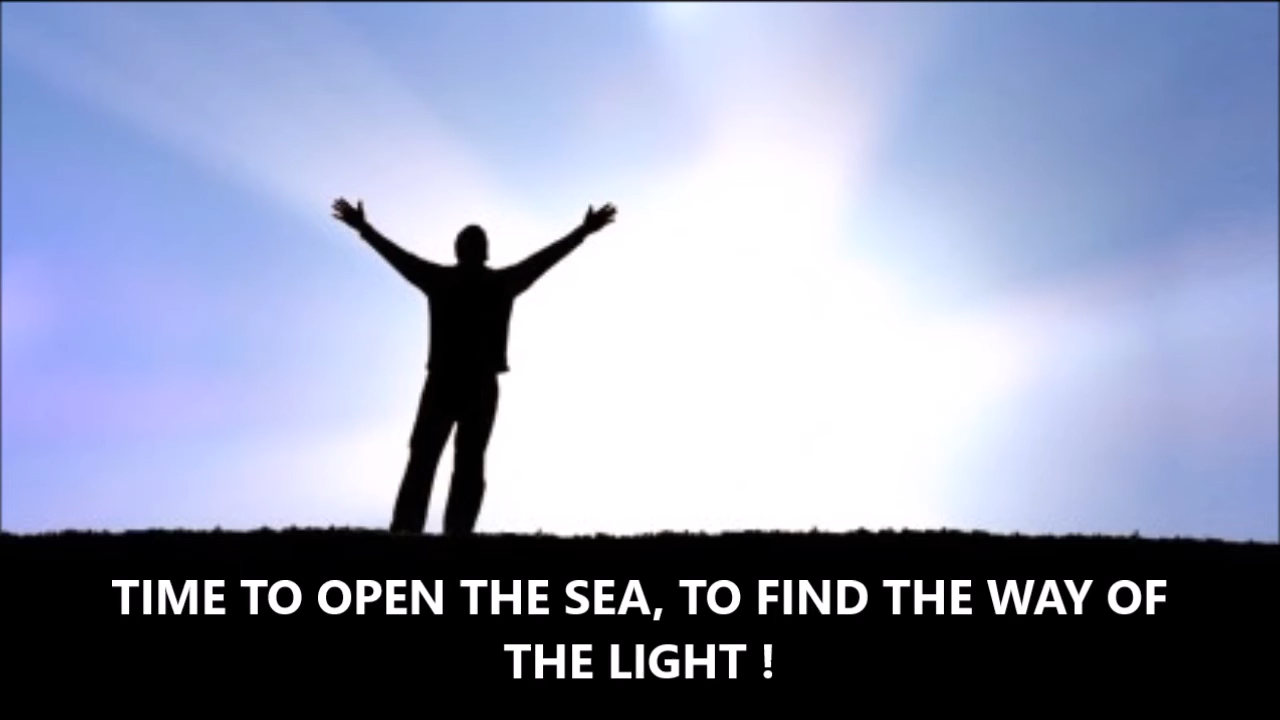 TIME TO OPEN THE SEA, TO FIND THE WAY OF
THE LIGHT !